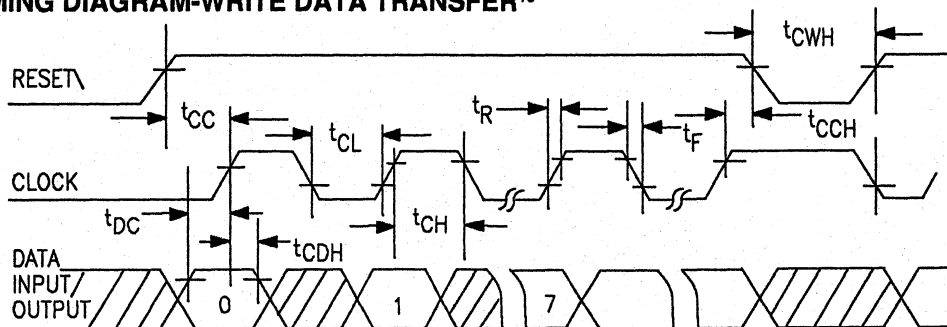 MING DIAGRAM-WRITE DATA TRANSFER
tCWH
RESET\
tCC
tCL
tR
tF
tCCH
CLOCK
tDC
tCDH
tCH
DATA
INPUT/
OUTPUT
0
1
7